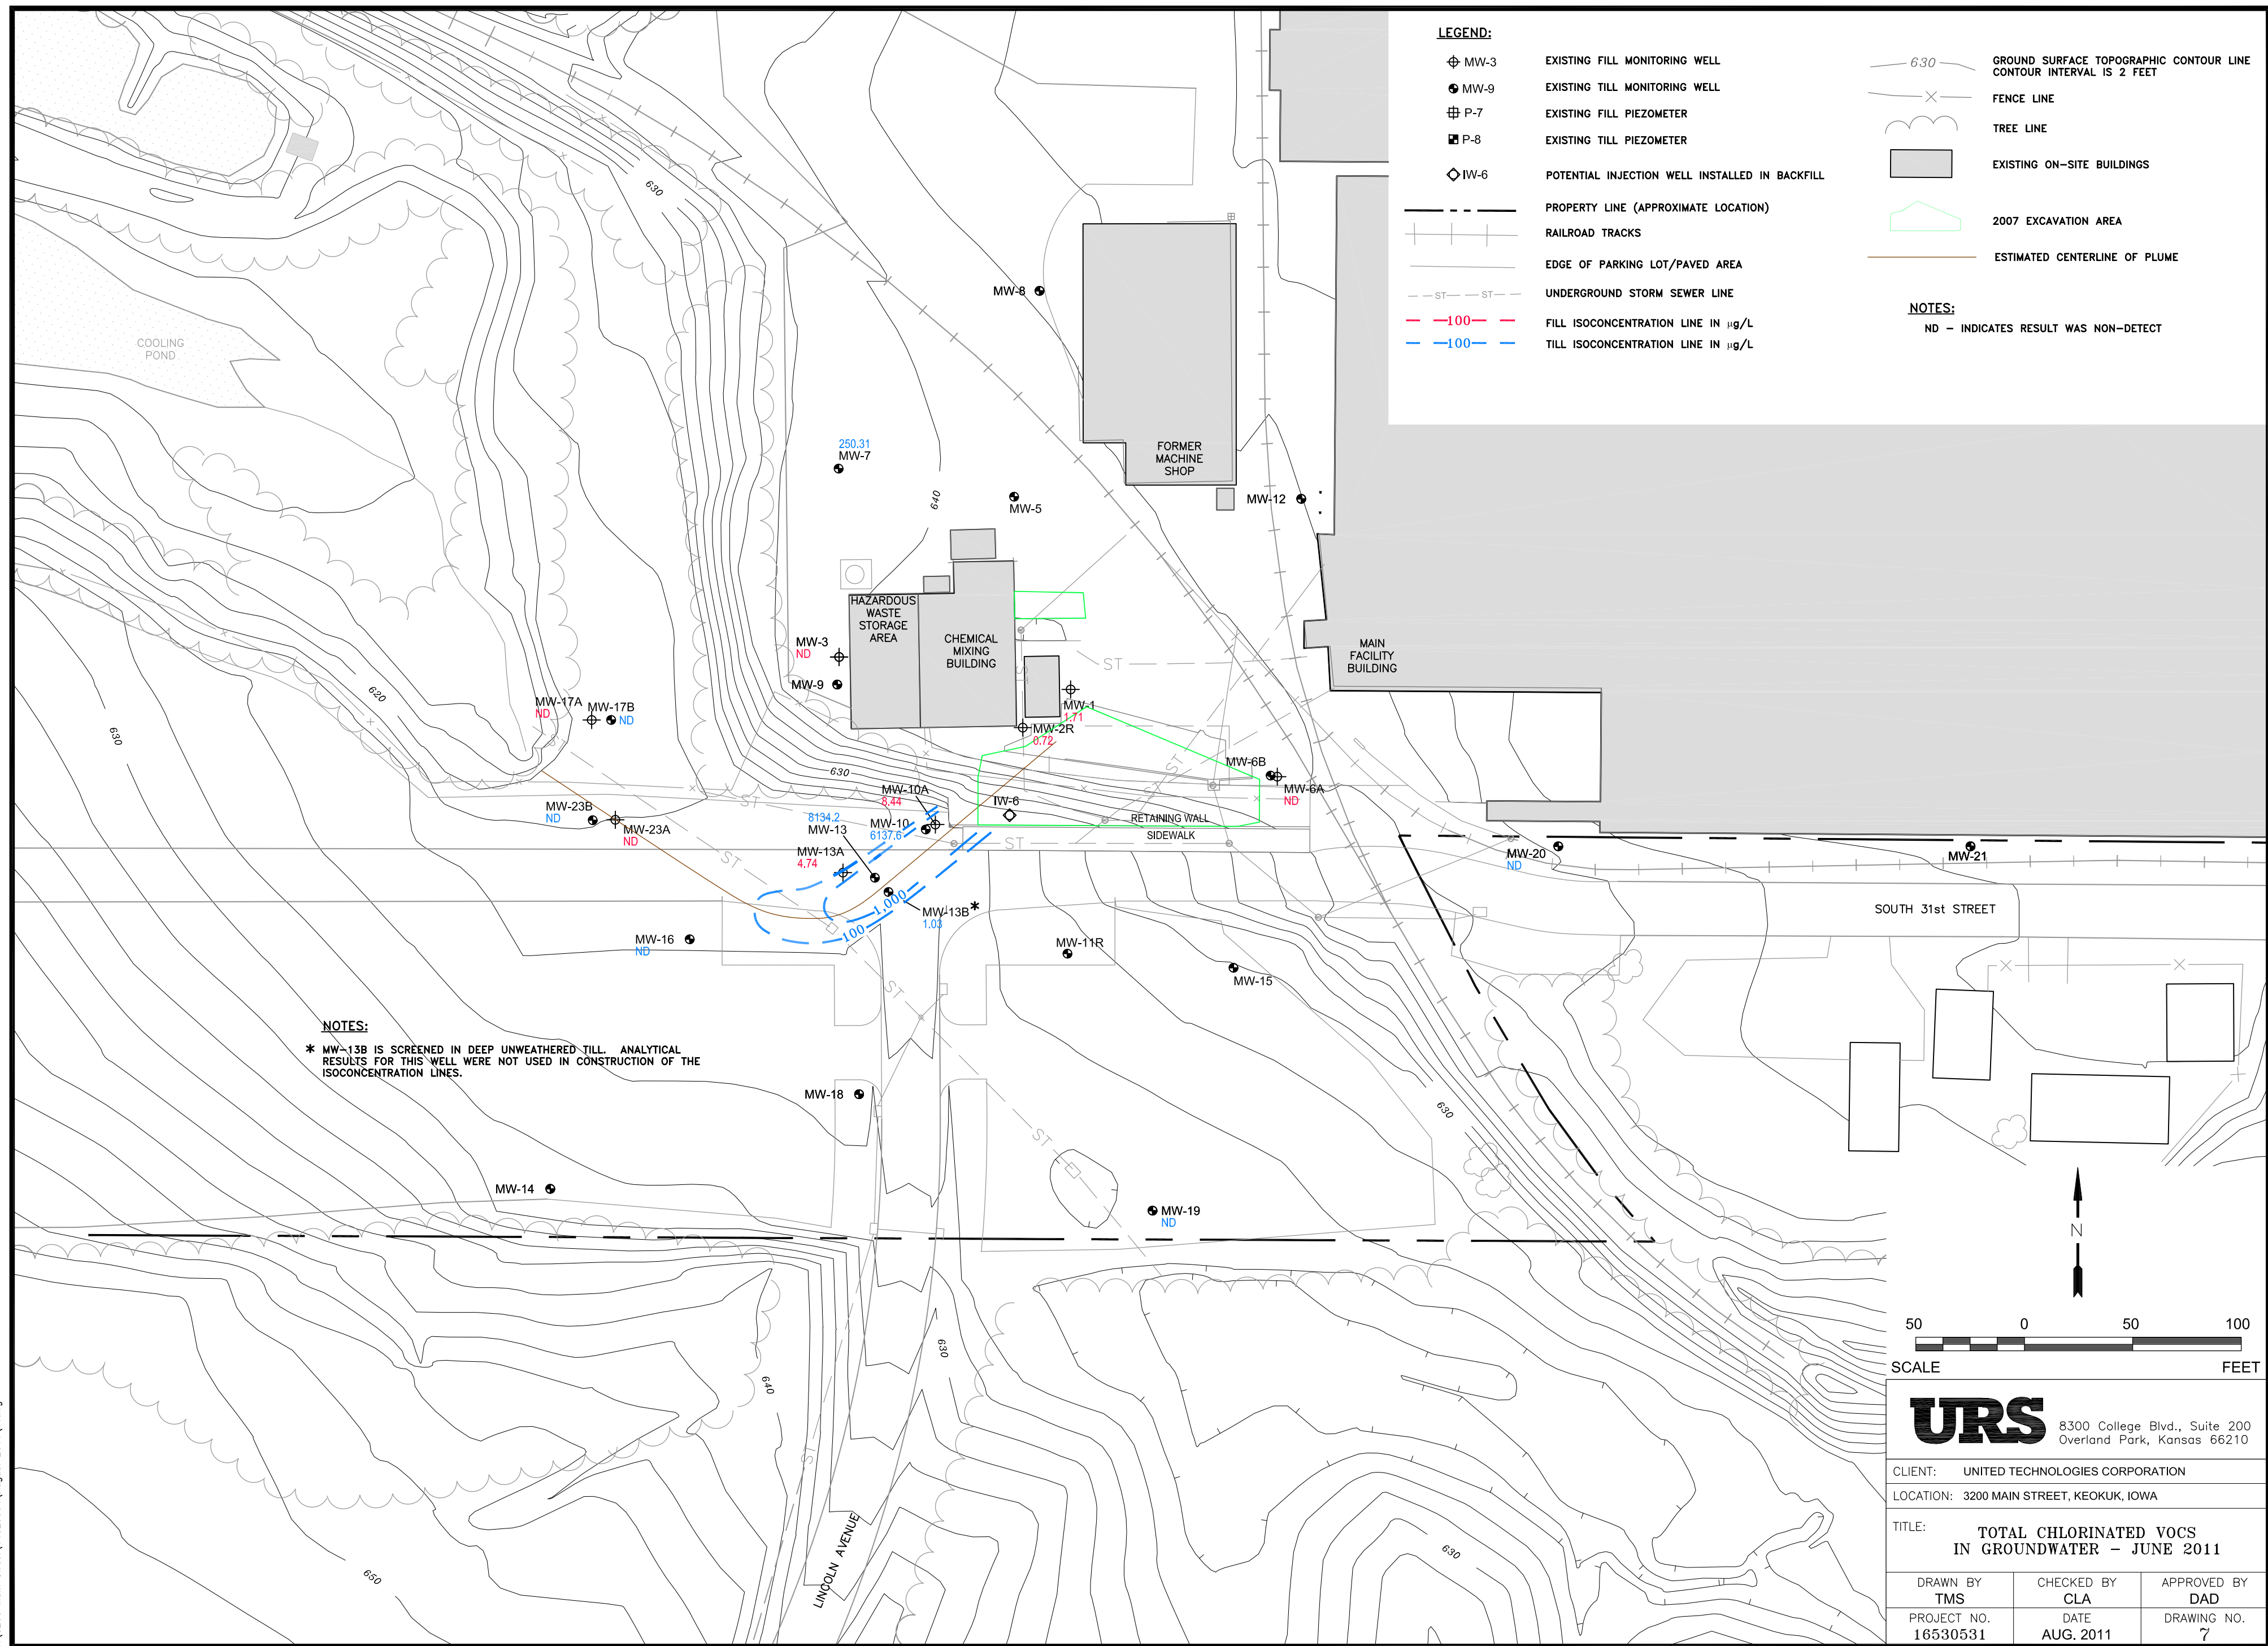 LEGEND:
MW-3 EXISTING FILL MONITORING WELL
MW-9 EXISTING TILL MONITORING WELL
P-7 EXISTING FILL PIEZOMETER
P-8 EXISTING TILL PIEZOMETER
IW-6 POTENTIAL INJECTION WELL INSTALLED IN BACKFILL
PROPERTY LINE (APPROXIMATE LOCATION)
RAILROAD TRACKS
EDGE OF PARKING LOT/PAVED AREA
ST ST UNDERGROUND STORM SEWER LINE
100 FILL ISOCONCENTRATION LINE IN µg/L
100 TILL ISOCONCENTRATION LINE IN µg/L
630 GROUND SURFACE TOPOGRAPHIC CONTOUR LINE
CONTOUR INTERVAL IS 2 FEET
FENCE LINE
TREE LINE
EXISTING ON-SITE BUILDINGS
2007 EXCAVATION AREA
ESTIMATED CENTERLINE OF PLUME
NOTES:
ND - INDICATES RESULT WAS NON-DETECT
630
COOLING
POND
MW-8
250.31
MW-7
640
MW-5
FORMER
MACHINE
SHOP
MW-12
HAZARDOUS
WASTE
STORAGE
AREA
CHEMICAL
MIXING
BUILDING
MAIN
FACILITY
BUILDING
MW-3
ND
MW-9
ST
ST
620
630
MW-17A
ND
MW-17B
ND
MW-1
1.71
MW-2R
0.72
ST
MW-6B
MW-6A
ND
630
MW-10A
8.44
IW-6
ST
MW-23B
ND
MW-23A
ND
8134.2
MW-13
MW-10
6137.6
RETAINING WALL
SIDEWALK
ST
ST
MW-13A
4.74
MW-20
ND
MW-21
1,000
100
MW-13B*
1.03
SOUTH 31st STREET
MW-16
ND
MW-11R
MW-15
ST
NOTES:
* MW-13B IS SCREENED IN DEEP UNWEATHERED TILL. ANALYTICAL
RESULTS FOR THIS WELL WERE NOT USED IN CONSTRUCTION OF THE
ISOCONCENTRATION LINES.
MW-18
630
ST
MW-14
MW-19
ND
N
630
640
ST
650
LINCOLN AVENUE
630
50 0 50 100
SCALE FEET
URS
8300 College Blvd., Suite 200
Overland Park, Kansas 66210
CLIENT: UNITED TECHNOLOGIES CORPORATION
LOCATION: 3200 MAIN STREET, KEOKUK, IOWA
TITLE: TOTAL CHLORINATED VOCS
IN GROUNDWATER - JUNE 2011
DRAWN BY CHECKED BY APPROVED BY
TMS CLA DAD
PROJECT NO. DATE DRAWING NO.
16530531 AUG. 2011 7